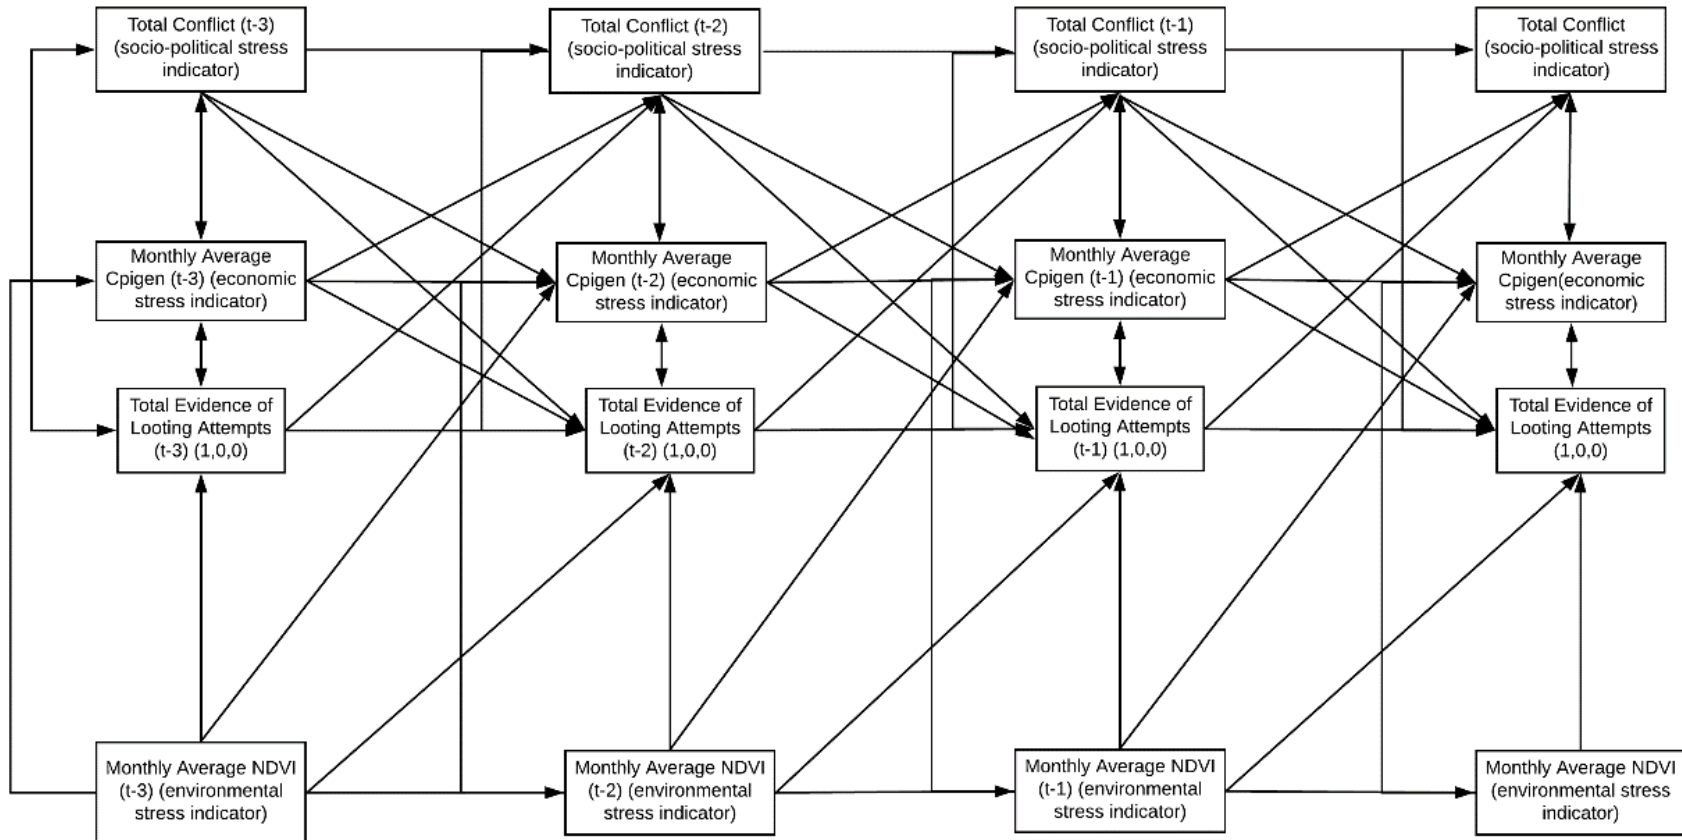 Total Conflict (t-3)
(socio-political stress
indicator)
Total Conflict (t-2)
(socio-political stress
indicator)
Total Conflict (t-1)
(socio-political stress
indicator)
Total Conflict
(socio-political stress
indicator)
Monthly Average
Cpigen (t-3) (economic
stress indicator)
Monthly Average
Cpigen (t-2) (economic
stress indicator)
Monthly Average
Cpigen (t-1) (economic
stress indicator)
Monthly Average
Cpigen(economic
stress indicator)
Total Evidence of
Looting Attempts
(t-3) (1,0,0)
Total Evidence of
Looting Attempts
(t-2) (1,0,0)
Total Evidence of
Looting Attempts
(t-1) (1,0,0)
Total Evidence of
Looting Attempts
(1,0,0)
Monthly Average NDVI
(t-3) (environmental
stress indicator)
Monthly Average NDVI
(t-2) (environmental
stress indicator)
Monthly Average NDVI
(t-1) (environmental
stress indicator)
Monthly Average NDVI
(environmental stress
indicator)